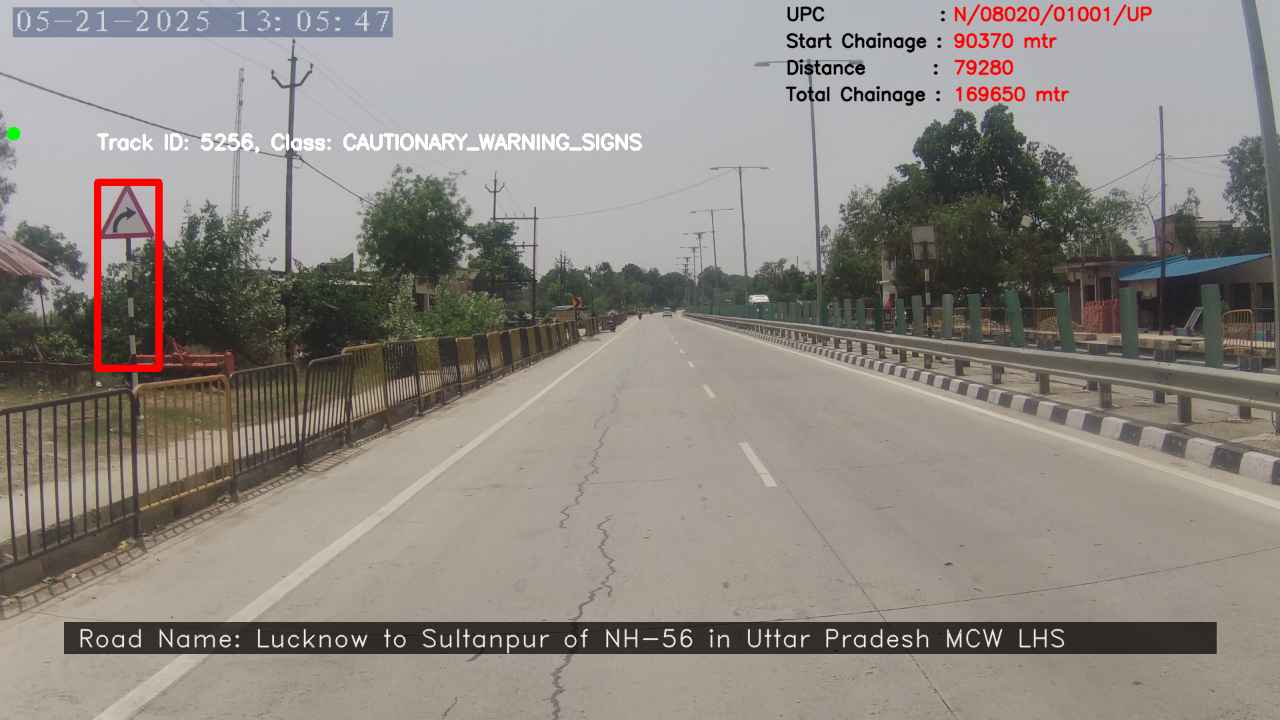 05-21-2025 13:05:47
UPC : N/08020/01001/UP
Start Chainage : 90370 mtr
Distance : 79280
Total Chainage : 169650 mtr
Track ID: 5256, Class: CAUTIONARY_WARNING_SIGNS
Road Name: Lucknow to Sultanpur of NH-56 in Uttar Pradesh MCW LHS